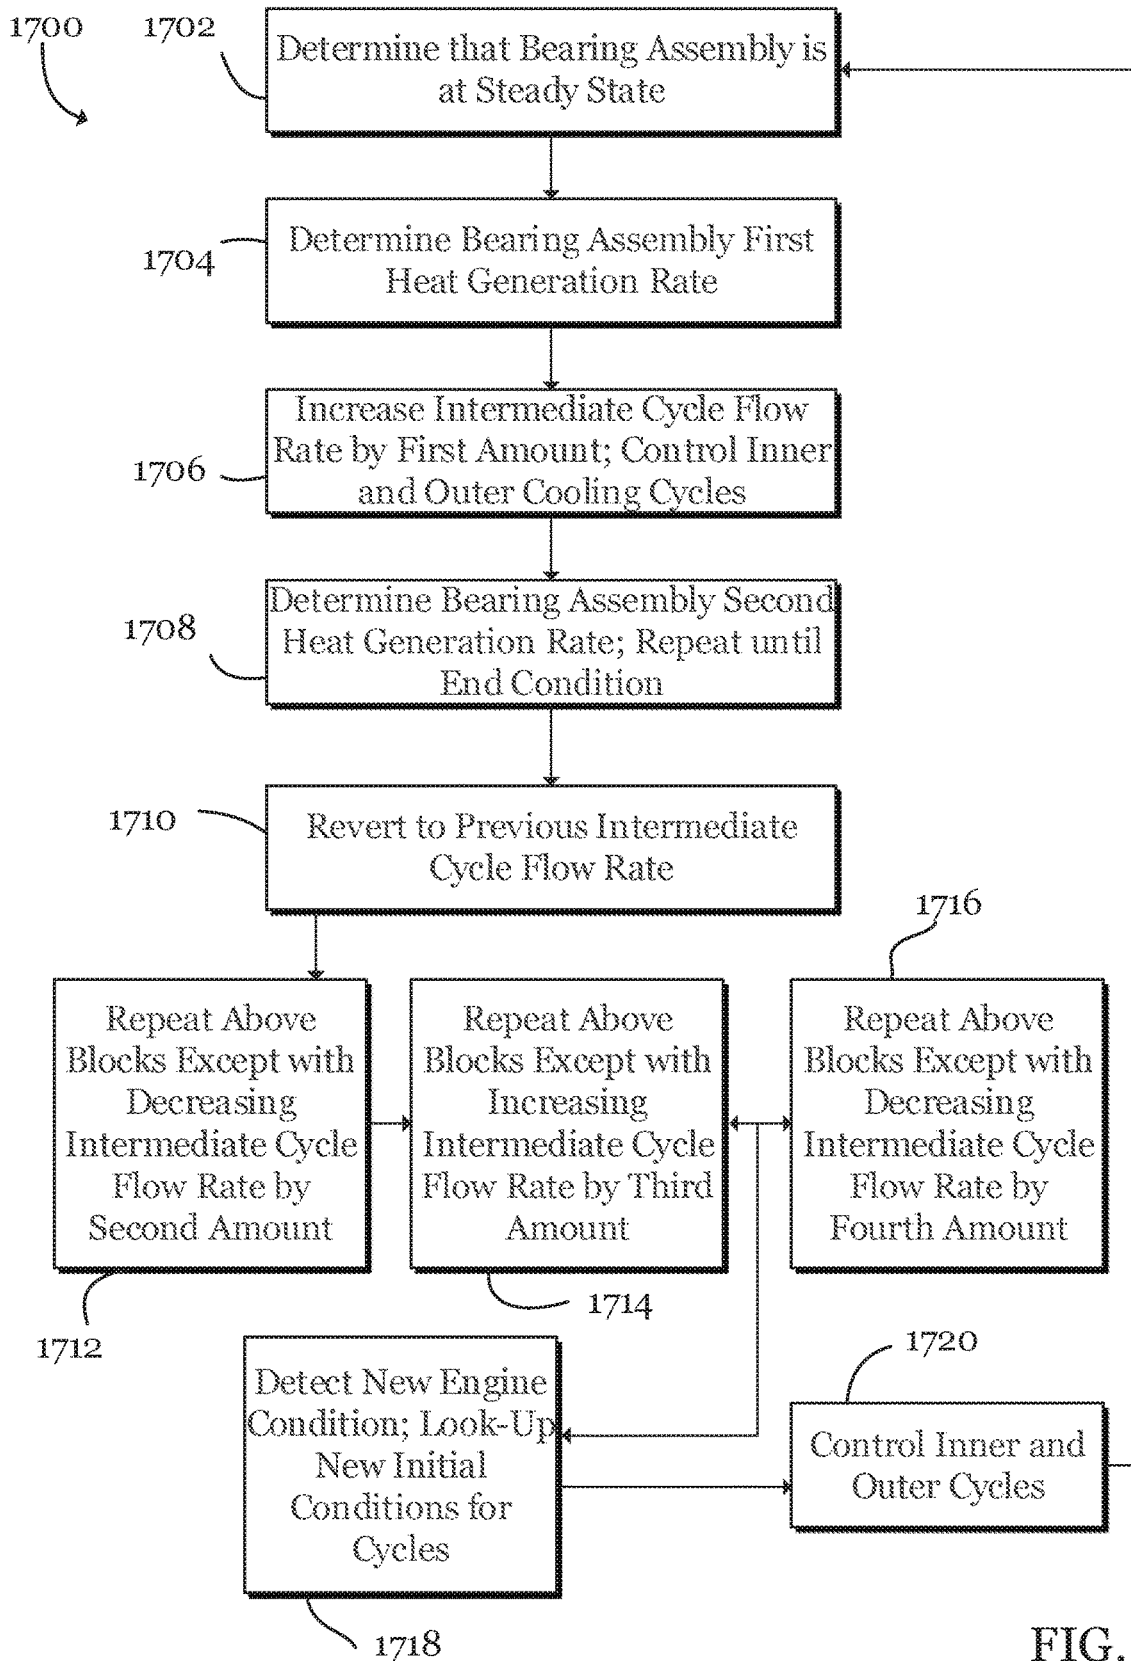 1700
1702
Determine that Bearing Assembly is
at Steady State
1704
Determine Bearing Assembly First
Heat Generation Rate
1706
Increase Intermediate Cycle Flow
Rate by First Amount; Control Inner
and Outer Cooling Cycles
1708
Determine Bearing Assembly Second
Heat Generation Rate; Repeat until
End Condition
1710
Revert to Previous Intermediate
Cycle Flow Rate
1716
Repeat Above
Blocks Except with
Decreasing
Intermediate Cycle
Flow Rate by
Second Amount
Repeat Above
Blocks Except with
Increasing
Intermediate Cycle
Flow Rate by Third
Amount
Repeat Above
Blocks Except with
Decreasing
Intermediate Cycle
Flow Rate by
Fourth Amount
1712
1714
1720
Detect New Engine
Condition; Look-Up
New Initial
Conditions for
Cycles
Control Inner and
Outer Cycles
1718
FIG.